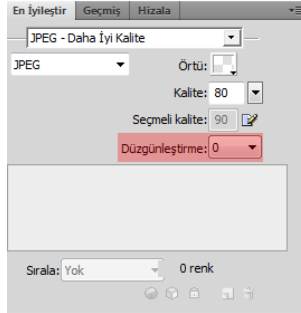 En İyileştir Geçmiş Hizala
JPEG - Daha İyi Kalite
JPEG Örtü:
Kalite: 80
Seçmeli kalite: 90
Düzgünleştirme: 0
Sırala: Yok 0 renk